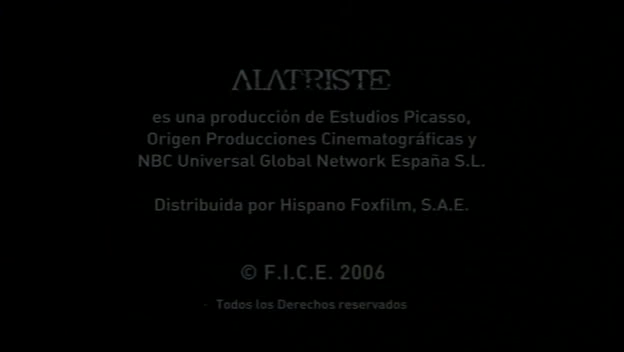 ALATRISTE
es una producción de Estudios Picasso,
Origen Producciones Cinematográficas y
NBC Universal Global Network España S.L.
Distribuida por Hispano Foxfilm, S.A.E.
© F.I.C.E. 2006
Todos los Derechos reservados